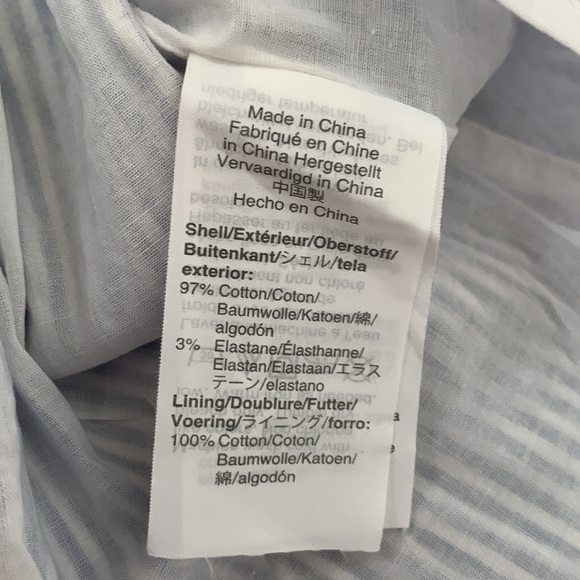 Made in China
Fabriqué en Chine
in China Hergestellt
Vervaardigd in China
中国製
Hecho en China
Shell/Extérieur/Oberstoff/
Buitenkant/シェル/tela
exterior:
97% Cotton/Coton/
Baumwolle/Katoen/綿/
algodón
3% Elastane/Élasthanne/
Elastán/Elastaan/エラス
テーン/elastano
Lining/Doublure/Futter/
Voering/ライニング/forro:
100% Cotton/Coton/
Baumwolle/Katoen/
綿/algodón